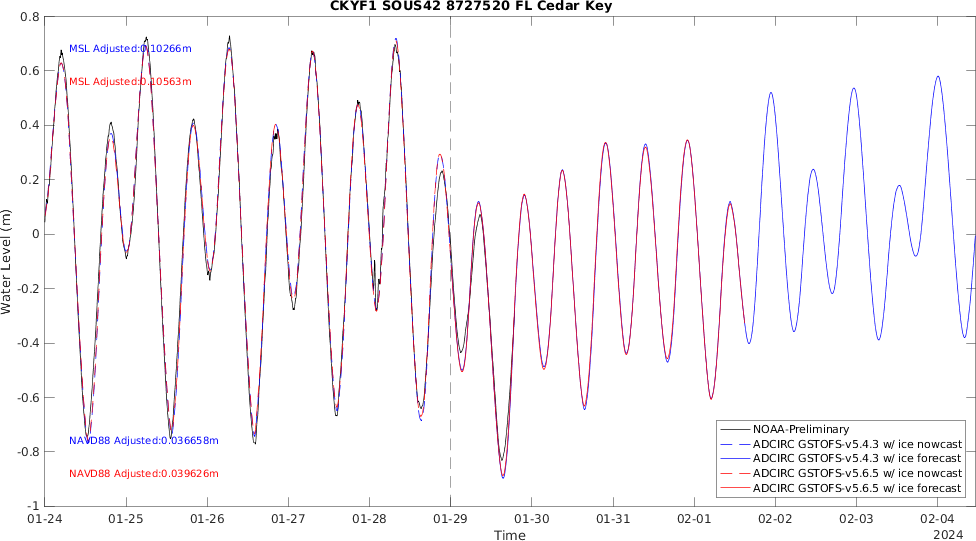 CKYF1 SOUS42 8727520 FL Cedar Key
0.8
0.6
0.4
0.2
0
-0.2
-0.4
-0.6
-0.8
-1
Water Level (m)
MSL Adjusted:0.10266m
MSL Adjusted:0.10563m
NAVD88 Adjusted:0.036658m
NAVD88 Adjusted:0.039626m
NOAA-Preliminary
ADCIRC GSTOFS-v5.4.3 w/ ice nowcast
ADCIRC GSTOFS-v5.4.3 w/ ice forecast
ADCIRC GSTOFS-v5.6.5 w/ ice nowcast
ADCIRC GSTOFS-v5.6.5 w/ ice forecast
01-24 01-25 01-26 01-27 01-28 01-29 01-30 01-31 02-01 02-02 02-03 02-04
Time
2024